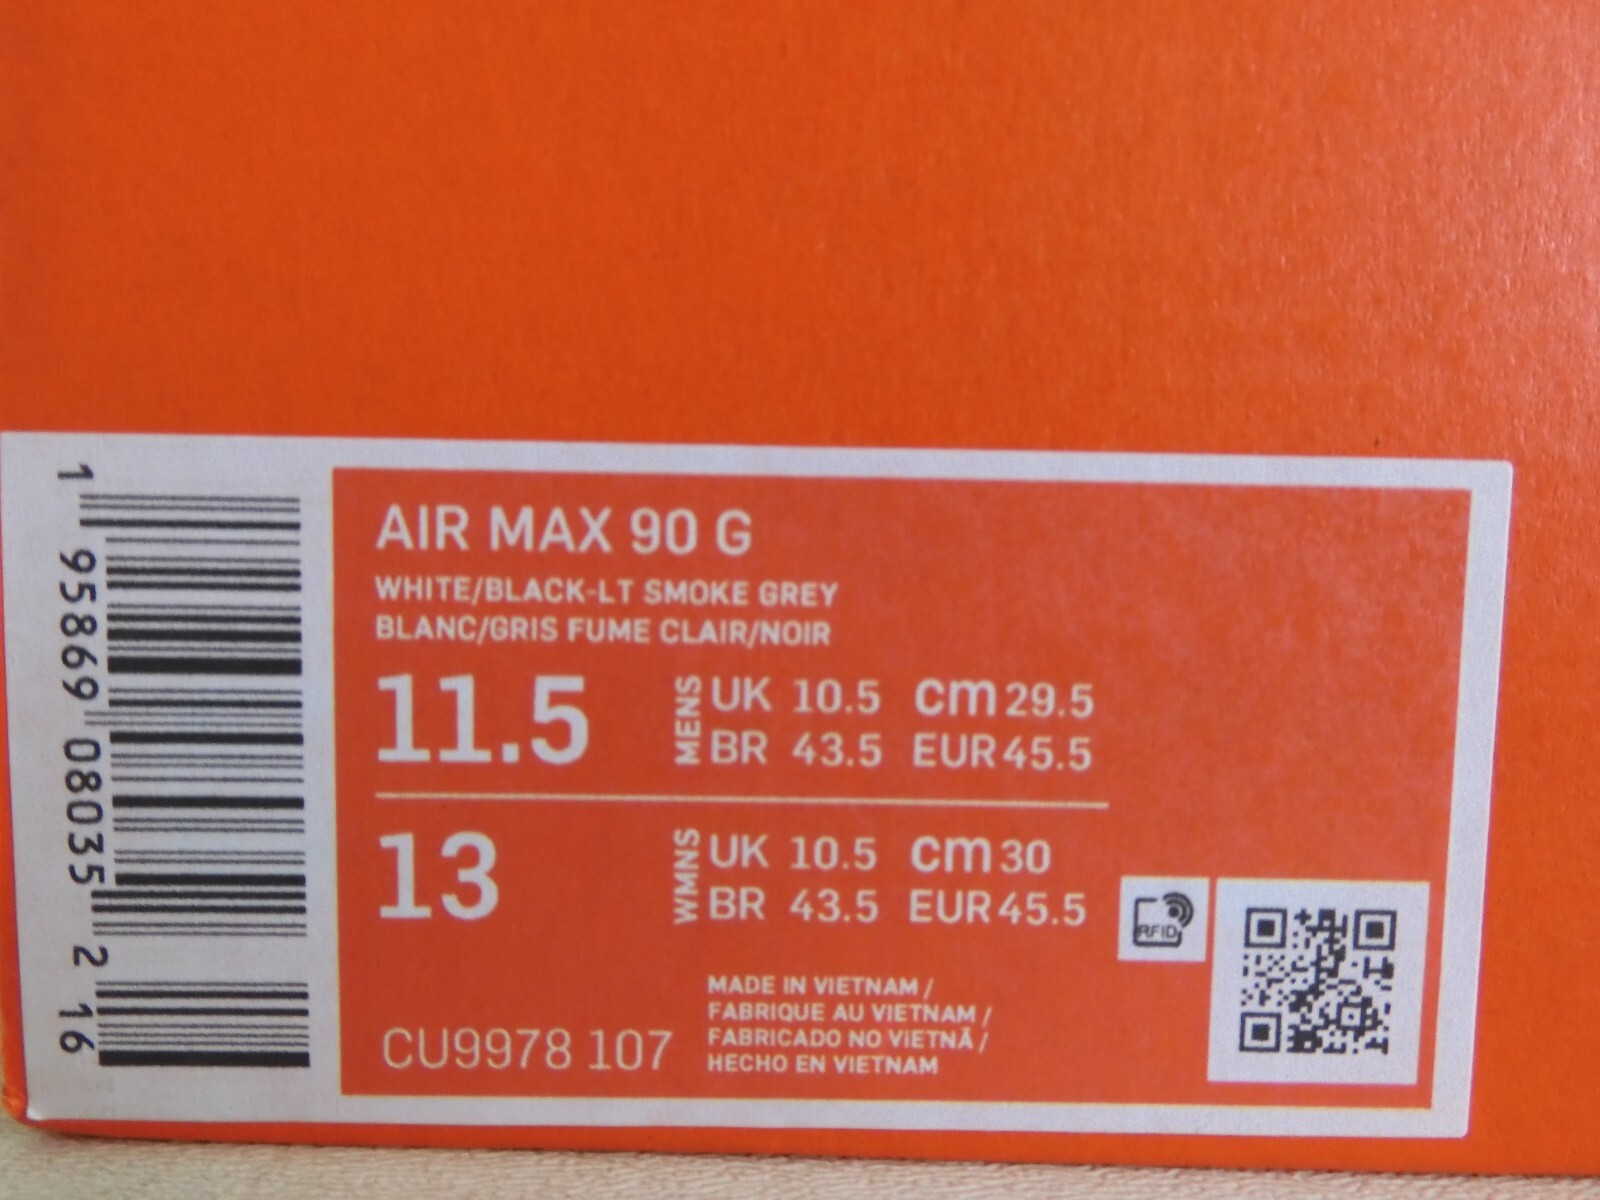 1 95869 08035 2 16
AIR MAX 90 G
WHITE/BLACK-LT SMOKE GREY
BLANC/GRIS FUME CLAIR/NOIR
11.5 MENS UK 10.5 cm 29.5
BR 43.5 EUR 45.5
13 WMNS UK 10.5 cm 30
BR 43.5 EUR 45.5
RFID
CU9978 107
MADE IN VIETNAM /
FABRIQUE AU VIETNAM /
FABRICADO NO VIETNÃ /
HECHO EN VIETNAM